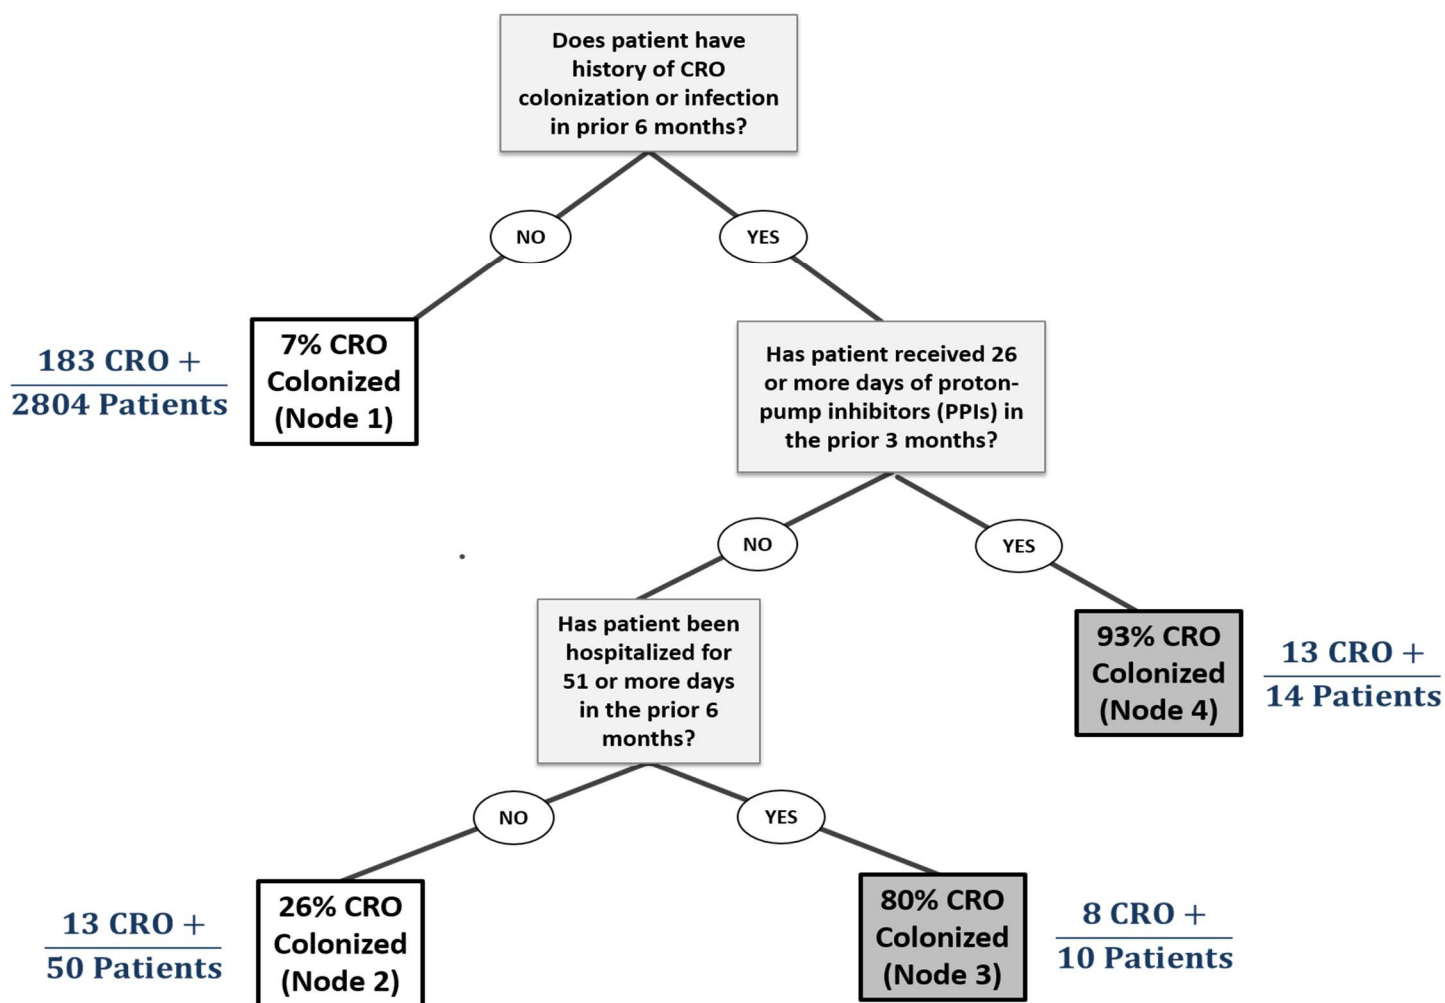 Does patient have
history of CRO
colonization or infection
in prior 6 months?
NO
YES
183 CRO +
2804 Patients
7% CRO
Colonized
(Node 1)
Has patient received 26
or more days of proton-
pump inhibitors (PPIs) in
the prior 3 months?
NO
YES
Has patient been
hospitalized for
51 or more days
in the prior 6
months?
93% CRO
Colonized
(Node 4)
13 CRO +
14 Patients
NO
YES
13 CRO +
50 Patients
26% CRO
Colonized
(Node 2)
80% CRO
Colonized
(Node 3)
8 CRO +
10 Patients